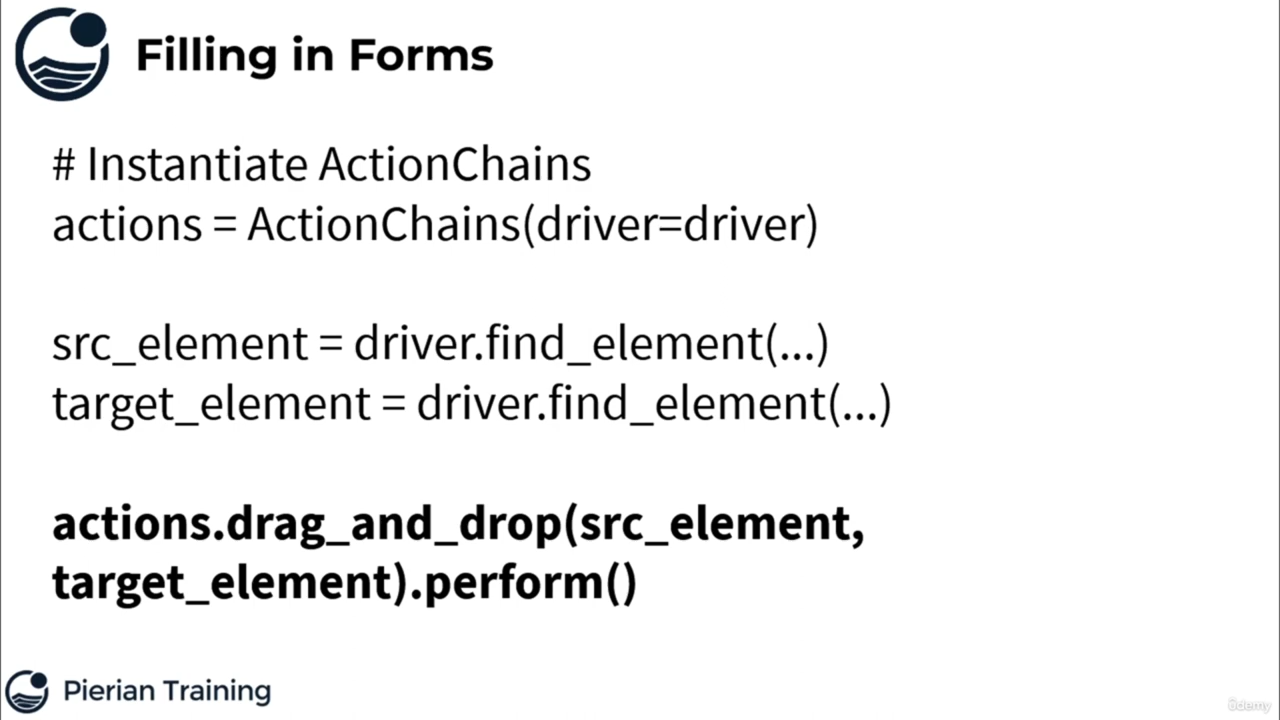 Filling in Forms
# Instantiate ActionChains
actions = ActionChains(driver=driver)
src_element = driver.find_element(...)
target_element = driver.find_element(...)
actions.drag_and_drop(src_element,
target_element).perform()
Pierian Training
ûdemy